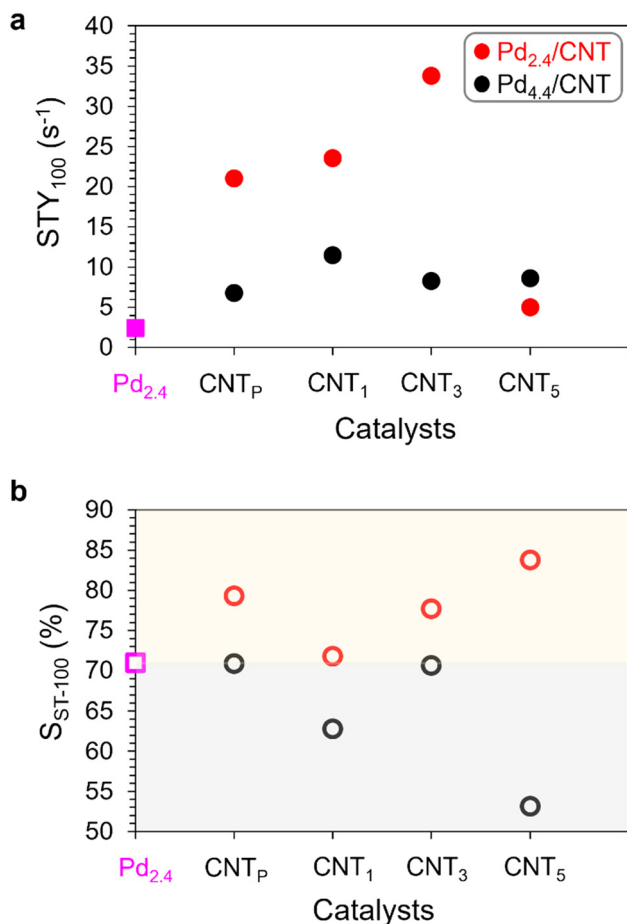 a
40
35
30
25
20
15
10
5
0
STY₁₀₀ (s⁻¹)
Pd₂.₄/CNT
Pd₄.₄/CNT
Pd₂.₄ CNTP CNT₁ CNT₃ CNT₅
Catalysts
b
90
85
80
75
70
65
60
55
50
SST-100 (%)
Pd₂.₄ CNTP CNT₁ CNT₃ CNT₅
Catalysts